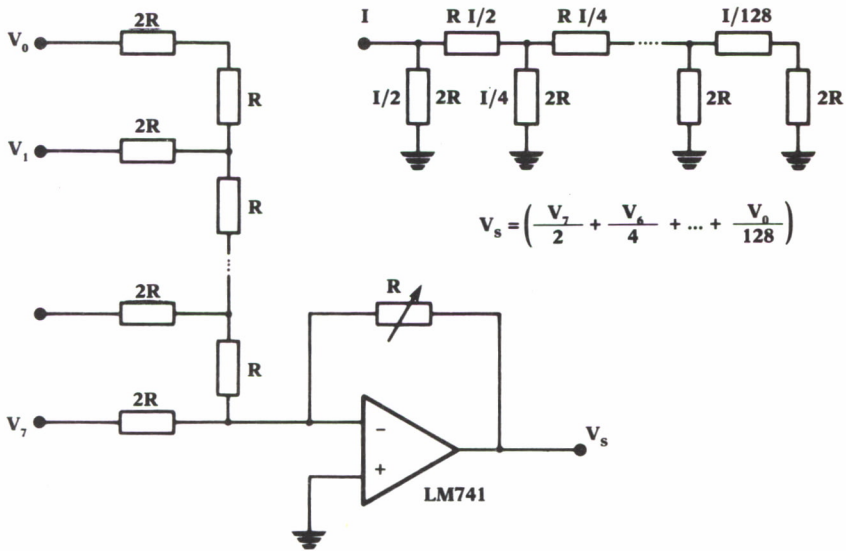 V₀
2R
R
V₁
2R
R
2R
R
V₇
2R
R
−
+
LM741
Vₛ
I
R I/2
R I/4
I/128
I/2
2R
I/4
2R
2R
2R
Vₛ = ( V₇/2 + V₆/4 + ... + V₀/128 )